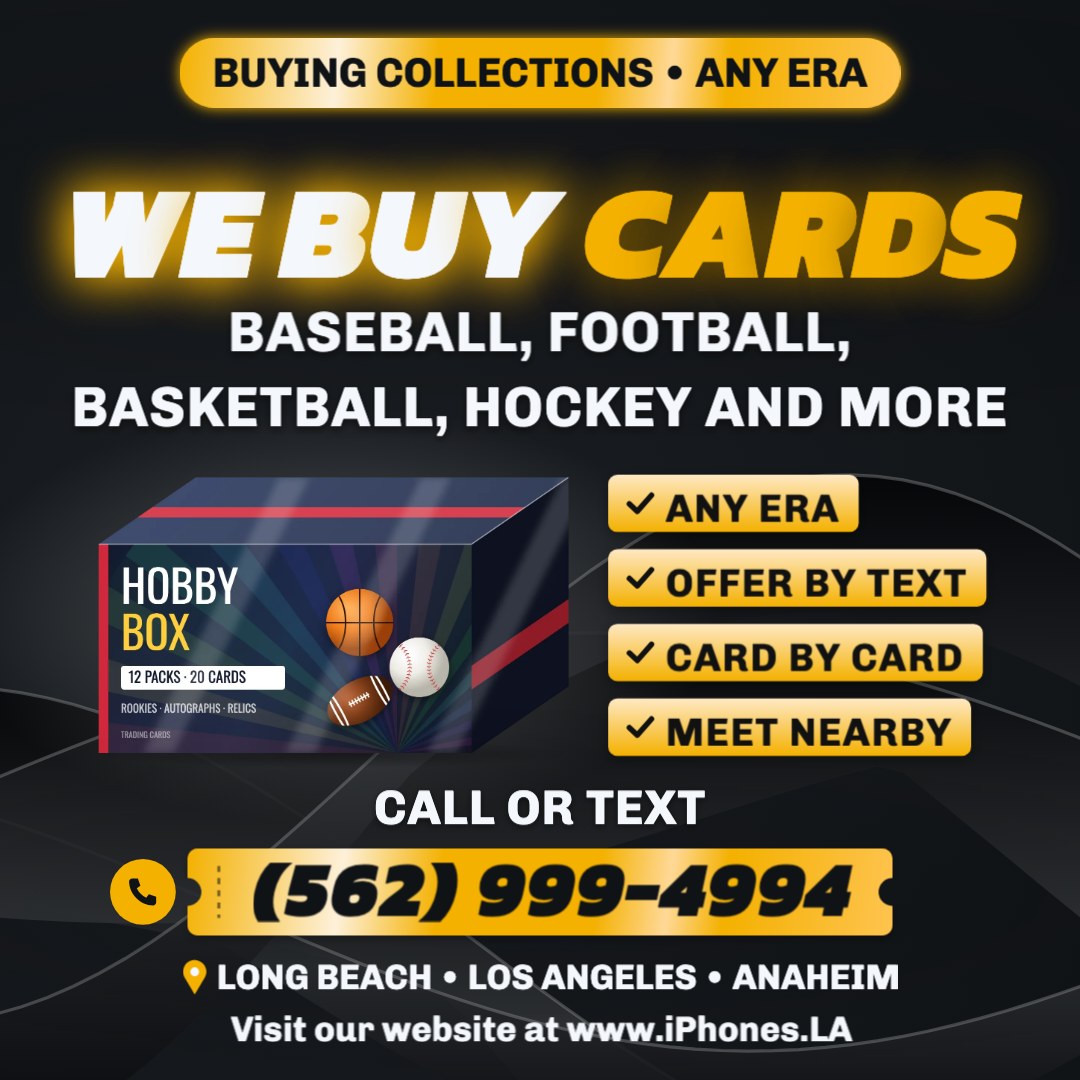 BUYING COLLECTIONS • ANY ERA
WE BUY CARDS
BASEBALL, FOOTBALL,
BASKETBALL, HOCKEY AND MORE
HOBBY
BOX
12 PACKS · 20 CARDS
ROOKIES · AUTOGRAPHS · RELICS
TRADING CARDS
ANY ERA
OFFER BY TEXT
CARD BY CARD
MEET NEARBY
CALL OR TEXT
(562) 999-4994
LONG BEACH • LOS ANGELES • ANAHEIM
Visit our website at www.iPhones.LA